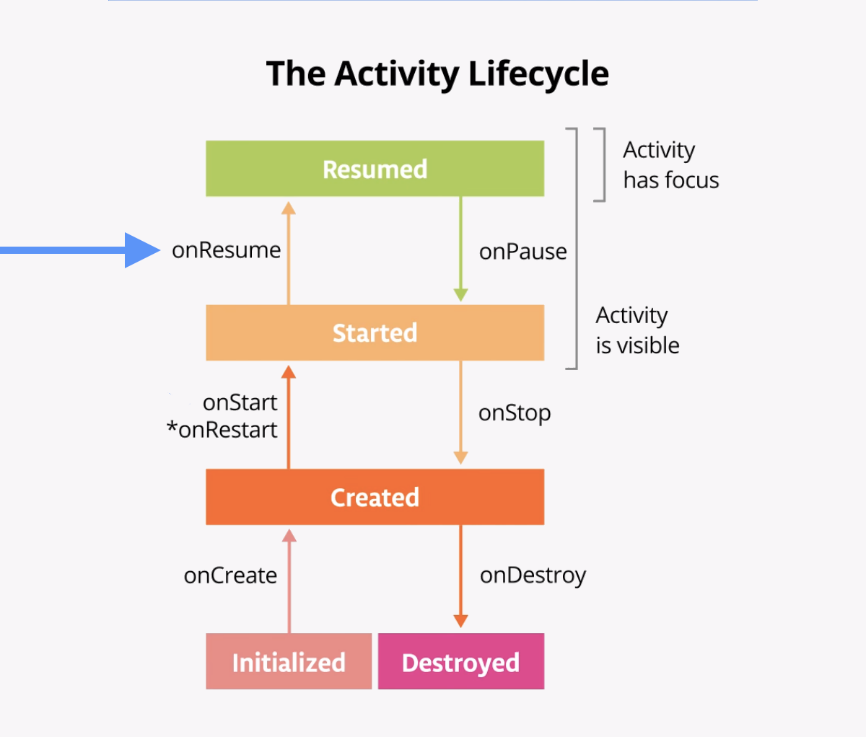 The Activity Lifecycle
Resumed
Activity
has focus
onResume
onPause
Started
Activity
is visible
onStart
*onRestart
onStop
Created
onCreate
onDestroy
Initialized
Destroyed